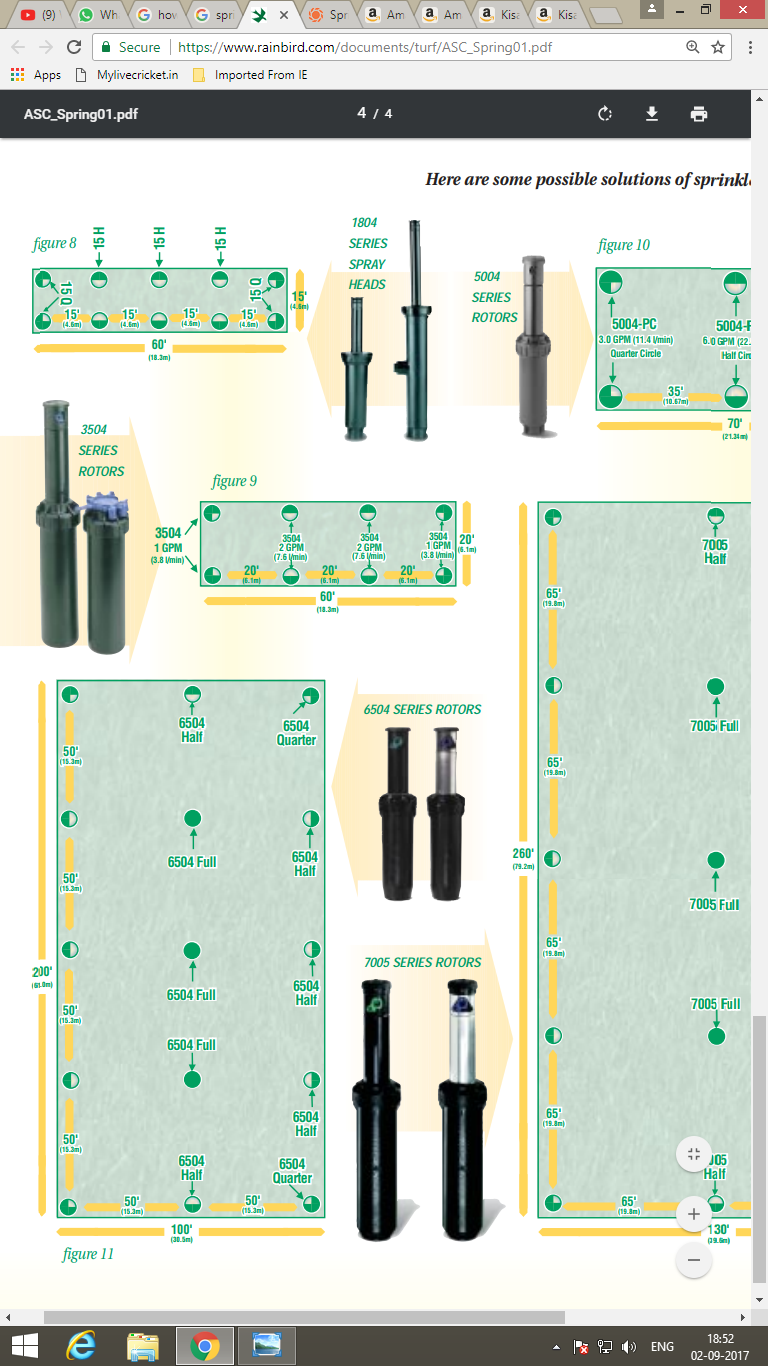 (9)
Wh
how
spri
Spr
Am
Am
Kisa
Kisa
Secure | https://www.rainbird.com/documents/turf/ASC_Spring01.pdf
Apps Mylivecricket.in Imported From IE
ASC_Spring01.pdf 4 / 4
Here are some possible solutions of sprinkl
figure 8
15 H
15 H
15 H
15 Q
15 Q
15'
(4.6m)
15'
(4.6m)
15'
(4.6m)
15'
(4.6m)
15'
(4.6m)
60'
(18.3m)
1804
SERIES
SPRAY
HEADS
5004
SERIES
ROTORS
figure 10
5004-PC
3.0 GPM (11.4 l/min)
Quarter Circle
5004-
6.0 GPM (22.
Half Circ
35'
(10.67m)
70'
(21.34m)
3504
SERIES
ROTORS
figure 9
3504
1 GPM
(3.8 l/min)
3504
2 GPM
(7.6 l/min)
3504
2 GPM
(7.6 l/min)
3504
1 GPM
(3.8 l/min)
20'
(6.1m)
20'
(6.1m)
20'
(6.1m)
20'
(6.1m)
60'
(18.3m)
6504
Half
6504
Quarter
50'
(15.3m)
6504 Full
6504
Half
50'
(15.3m)
200'
(61.0m)
6504 Full
6504
Half
50'
(15.3m)
6504 Full
6504
Half
50'
(15.3m)
6504
Half
6504
Quarter
50'
(15.3m)
50'
(15.3m)
100'
(30.5m)
figure 11
6504 SERIES ROTORS
7005 SERIES ROTORS
7005
Half
65'
(19.8m)
7005 Full
65'
(19.8m)
260'
(79.2m)
7005 Full
65'
(19.8m)
7005 Full
65'
(19.8m)
005
Half
65'
(19.8m)
130'
(39.6m)
ENG
18:52
02-09-2017